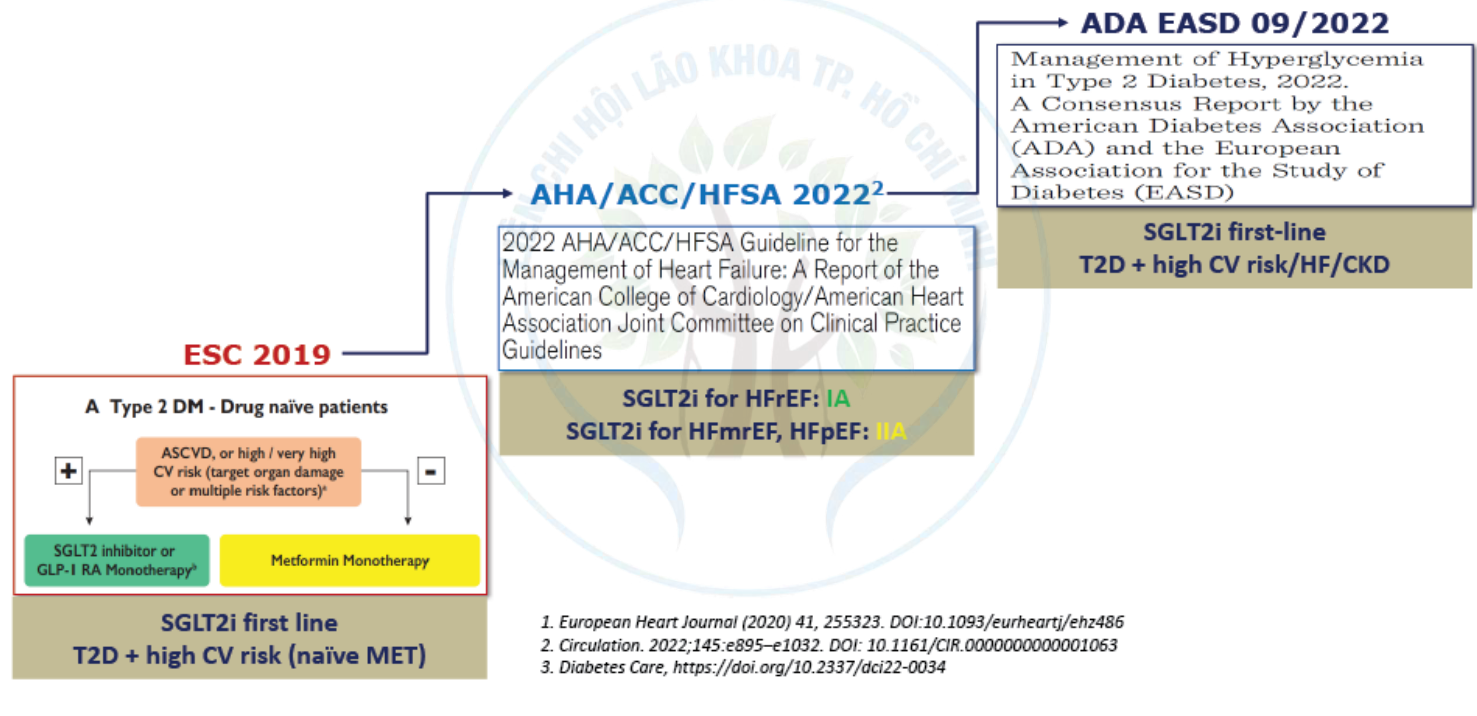 ADA EASD 09/2022
Management of Hyperglycemia
in Type 2 Diabetes, 2022.
A Consensus Report by the
American Diabetes Association
(ADA) and the European
Association for the Study of
Diabetes (EASD)
SGLT2i first-line
T2D + high CV risk/HF/CKD
AHA/ACC/HFSA 2022²
2022 AHA/ACC/HFSA Guideline for the
Management of Heart Failure: A Report of the
American College of Cardiology/American Heart
Association Joint Committee on Clinical Practice
Guidelines
SGLT2i for HFrEF: IA
SGLT2i for HFmrEF, HFpEF: IIA
ESC 2019
A Type 2 DM - Drug naïve patients
ASCVD, or high / very high
CV risk (target organ damage
or multiple risk factors)ᵃ
+
-
SGLT2 inhibitor or
GLP-1 RA Monotherapyᵇ
Metformin Monotherapy
SGLT2i first line
T2D + high CV risk (naïve MET)
1. European Heart Journal (2020) 41, 255323. DOI:10.1093/eurheartj/ehz486
2. Circulation. 2022;145:e895–e1032. DOI: 10.1161/CIR.0000000000001063
3. Diabetes Care, https://doi.org/10.2337/dci22-0034
CHI HỘI LÃO KHOA TP. HỒ CHÍ MINH